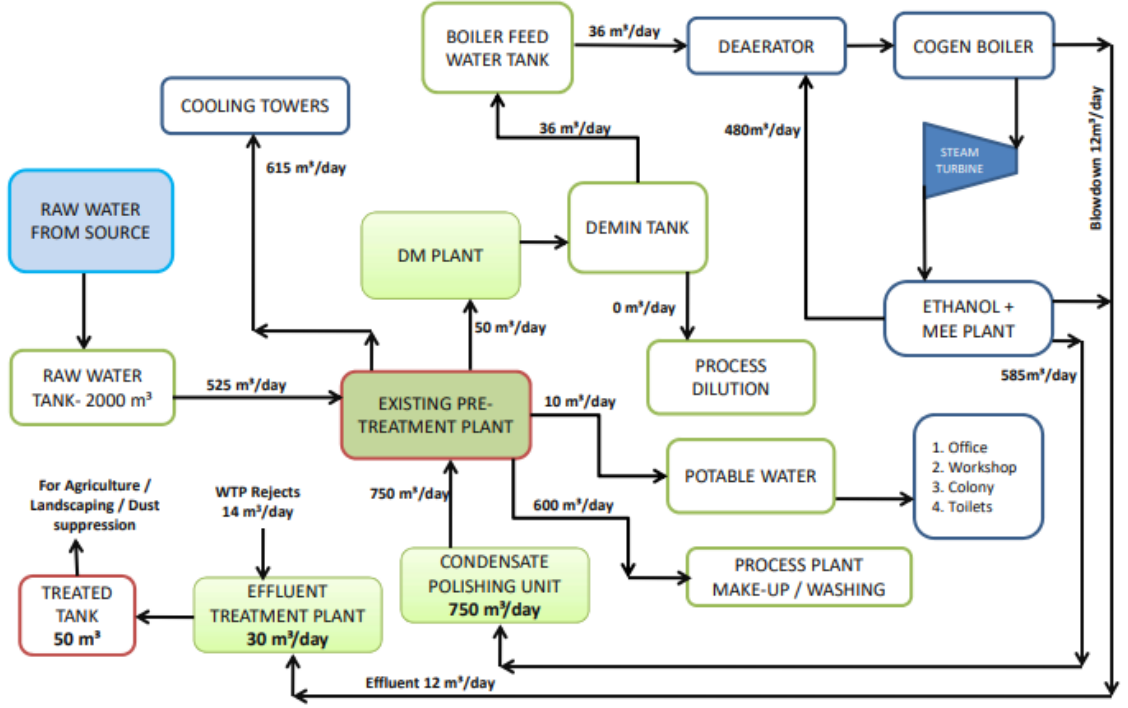 BOILER FEED
WATER TANK
36 m³/day
DEAERATOR
COGEN BOILER
COOLING TOWERS
615 m³/day
36 m³/day
480m³/day
STEAM
TURBINE
Blowdown 12m³/day
RAW WATER
FROM SOURCE
DM PLANT
DEMIN TANK
0 m³/day
50 m³/day
ETHANOL +
MEE PLANT
585m³/day
RAW WATER
TANK- 2000 m³
525 m³/day
EXISTING PRE-
TREATMENT PLANT
PROCESS
DILUTION
10 m³/day
POTABLE WATER
1. Office
2. Workshop
3. Colony
4. Toilets
750 m³/day
600 m³/day
PROCESS PLANT
MAKE-UP / WASHING
For Agriculture /
Landscaping / Dust
suppression
WTP Rejects
14 m³/day
CONDENSATE
POLISHING UNIT
750 m³/day
TREATED
TANK
50 m³
EFFLUENT
TREATMENT PLANT
30 m³/day
Effluent 12 m³/day